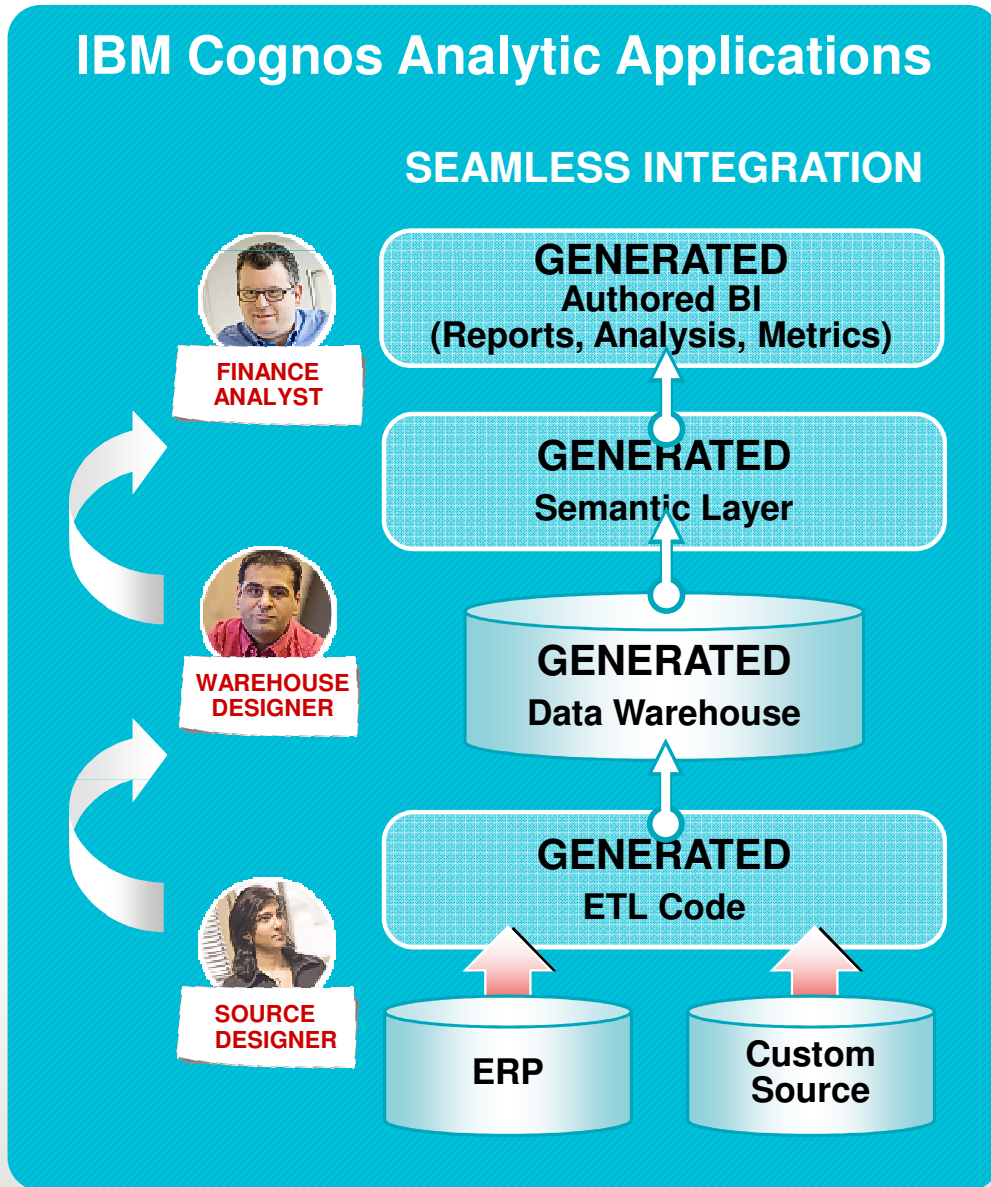 IBM Cognos Analytic Applications
SEAMLESS INTEGRATION
GENERATED
Authored BI
(Reports, Analysis, Metrics)
FINANCE
ANALYST
GENERATED
Semantic Layer
WAREHOUSE
DESIGNER
GENERATED
Data Warehouse
GENERATED
ETL Code
SOURCE
DESIGNER
ERP
Custom
Source